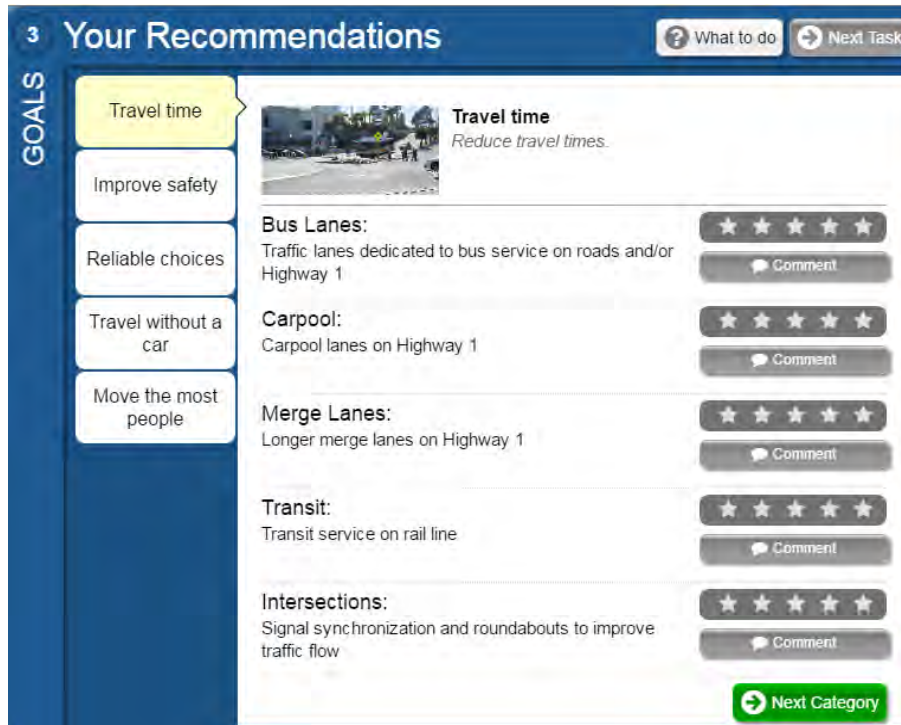 3 Your Recommendations
What to do
Next Task
GOALS
Travel time
Improve safety
Reliable choices
Travel without a
car
Move the most
people
Travel time
Reduce travel times.
Bus Lanes:
Traffic lanes dedicated to bus service on roads and/or
Highway 1
Comment
Carpool:
Carpool lanes on Highway 1
Comment
Merge Lanes:
Longer merge lanes on Highway 1
Comment
Transit:
Transit service on rail line
Comment
Intersections:
Signal synchronization and roundabouts to improve
traffic flow
Comment
Next Category